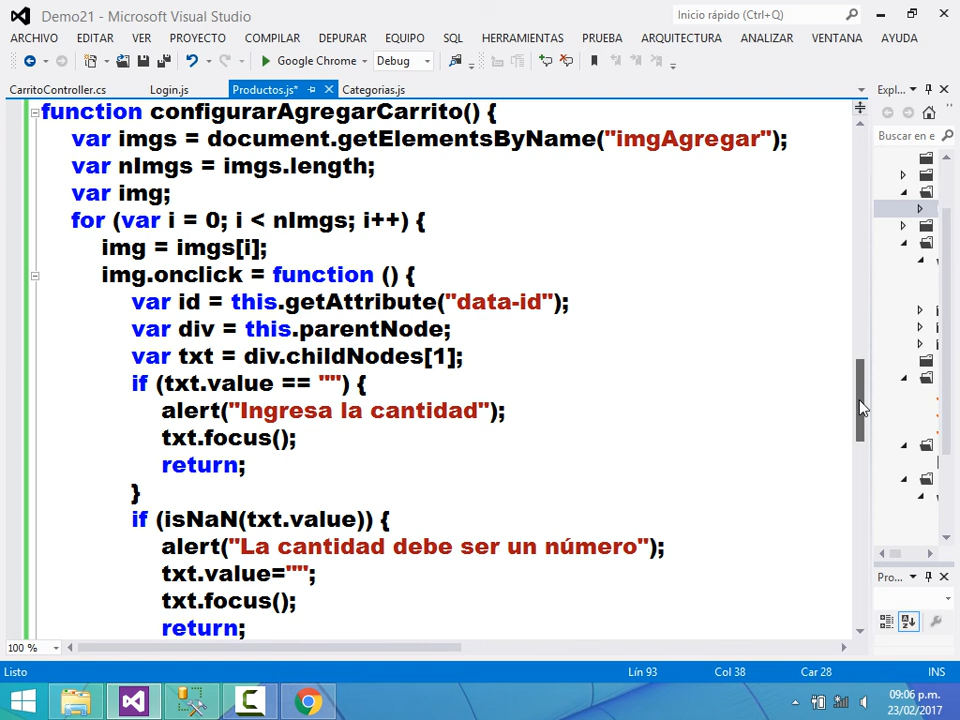 Demo21 - Microsoft Visual Studio
Inicio rápido (Ctrl+Q)
ARCHIVO EDITAR VER PROYECTO COMPILAR DEPURAR EQUIPO SQL HERRAMIENTAS PRUEBA ARQUITECTURA ANALIZAR VENTANA AYUDA
Google Chrome Debug
CarritoController.cs Login.js Productos.js* Categorias.js Expl...
Buscar en e
function configurarAgregarCarrito() {
var imgs = document.getElementsByName("imgAgregar");
var nImgs = imgs.length;
var img;
for (var i = 0; i < nImgs; i++) {
img = imgs[i];
img.onclick = function () {
var id = this.getAttribute("data-id");
var div = this.parentNode;
var txt = div.childNodes[1];
if (txt.value == "") {
alert("Ingresa la cantidad");
txt.focus();
return;
}
if (isNaN(txt.value)) {
alert("La cantidad debe ser un número");
txt.value="";
txt.focus();
return;
Pro...
100 %
Listo Lín 93 Col 38 Car 28 INS
09:06 p.m.
23/02/2017